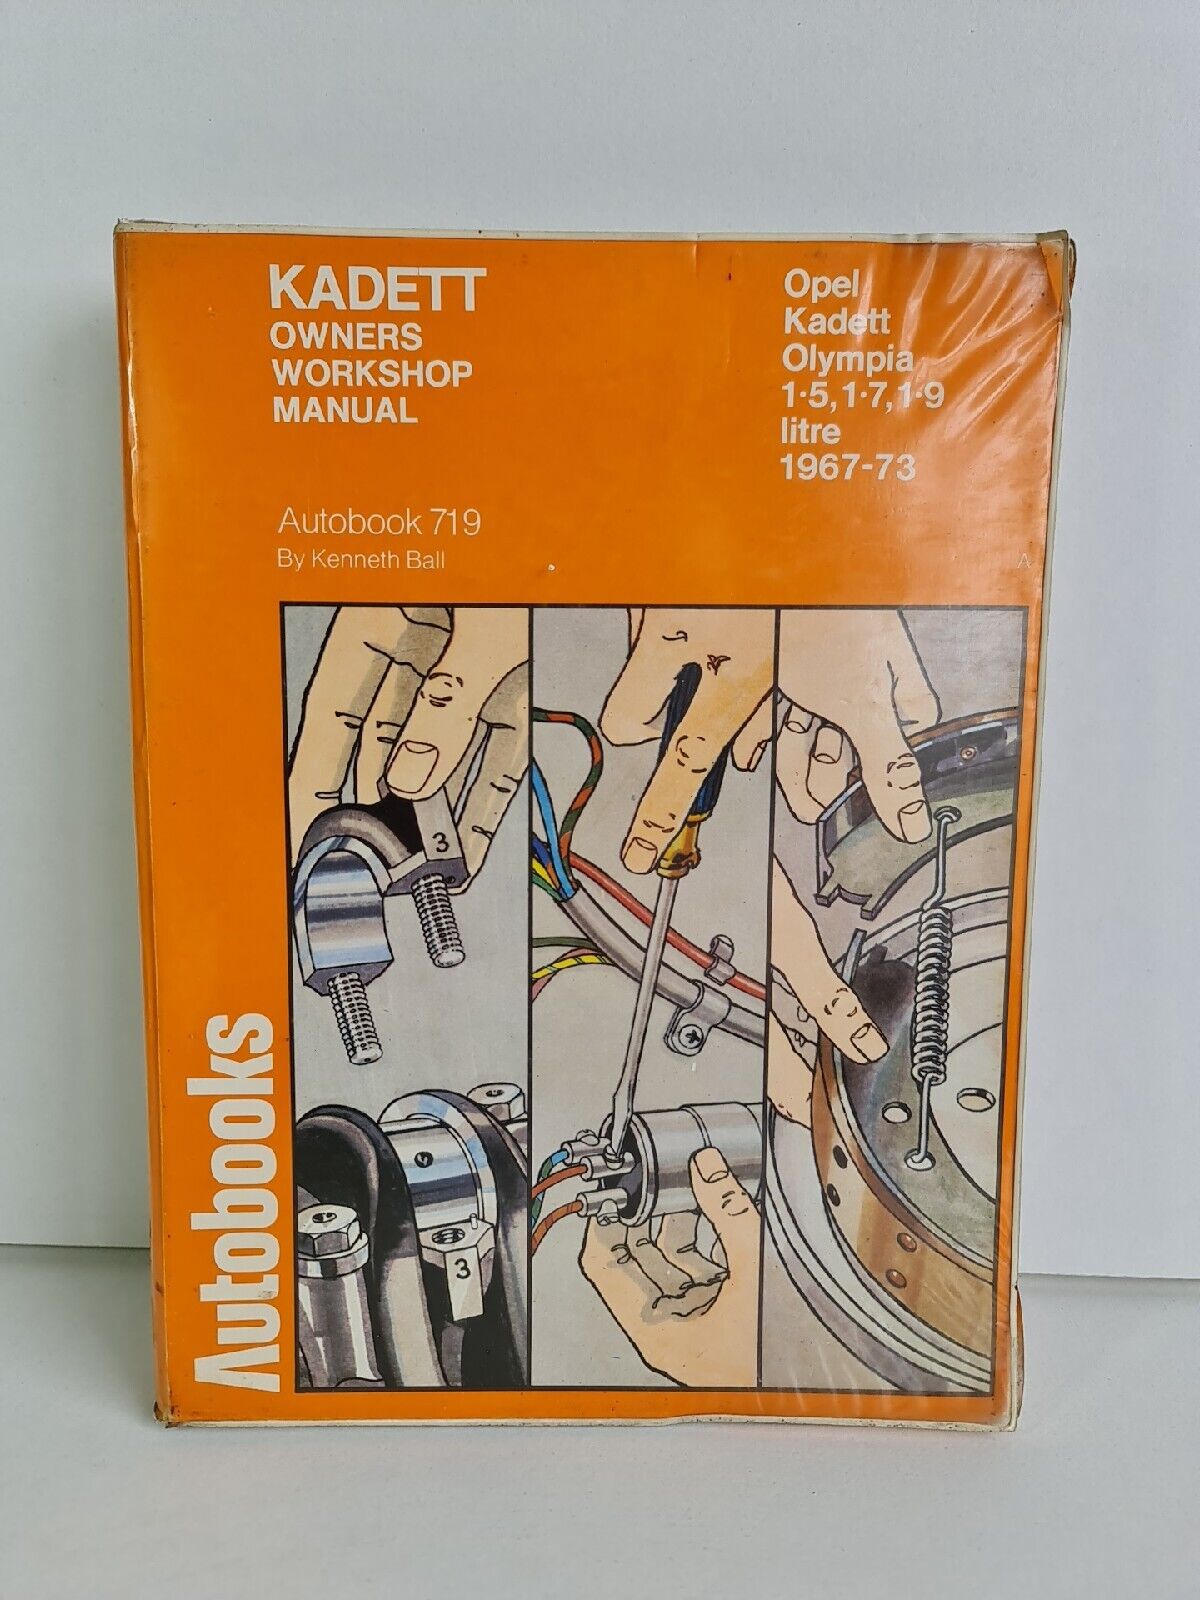 KADETT
OWNERS
WORKSHOP
MANUAL
Opel
Kadett
Olympia
1·5, 1·7, 1·9
litre
1967-73
Autobook 719
By Kenneth Ball
A
3
3
Autobooks